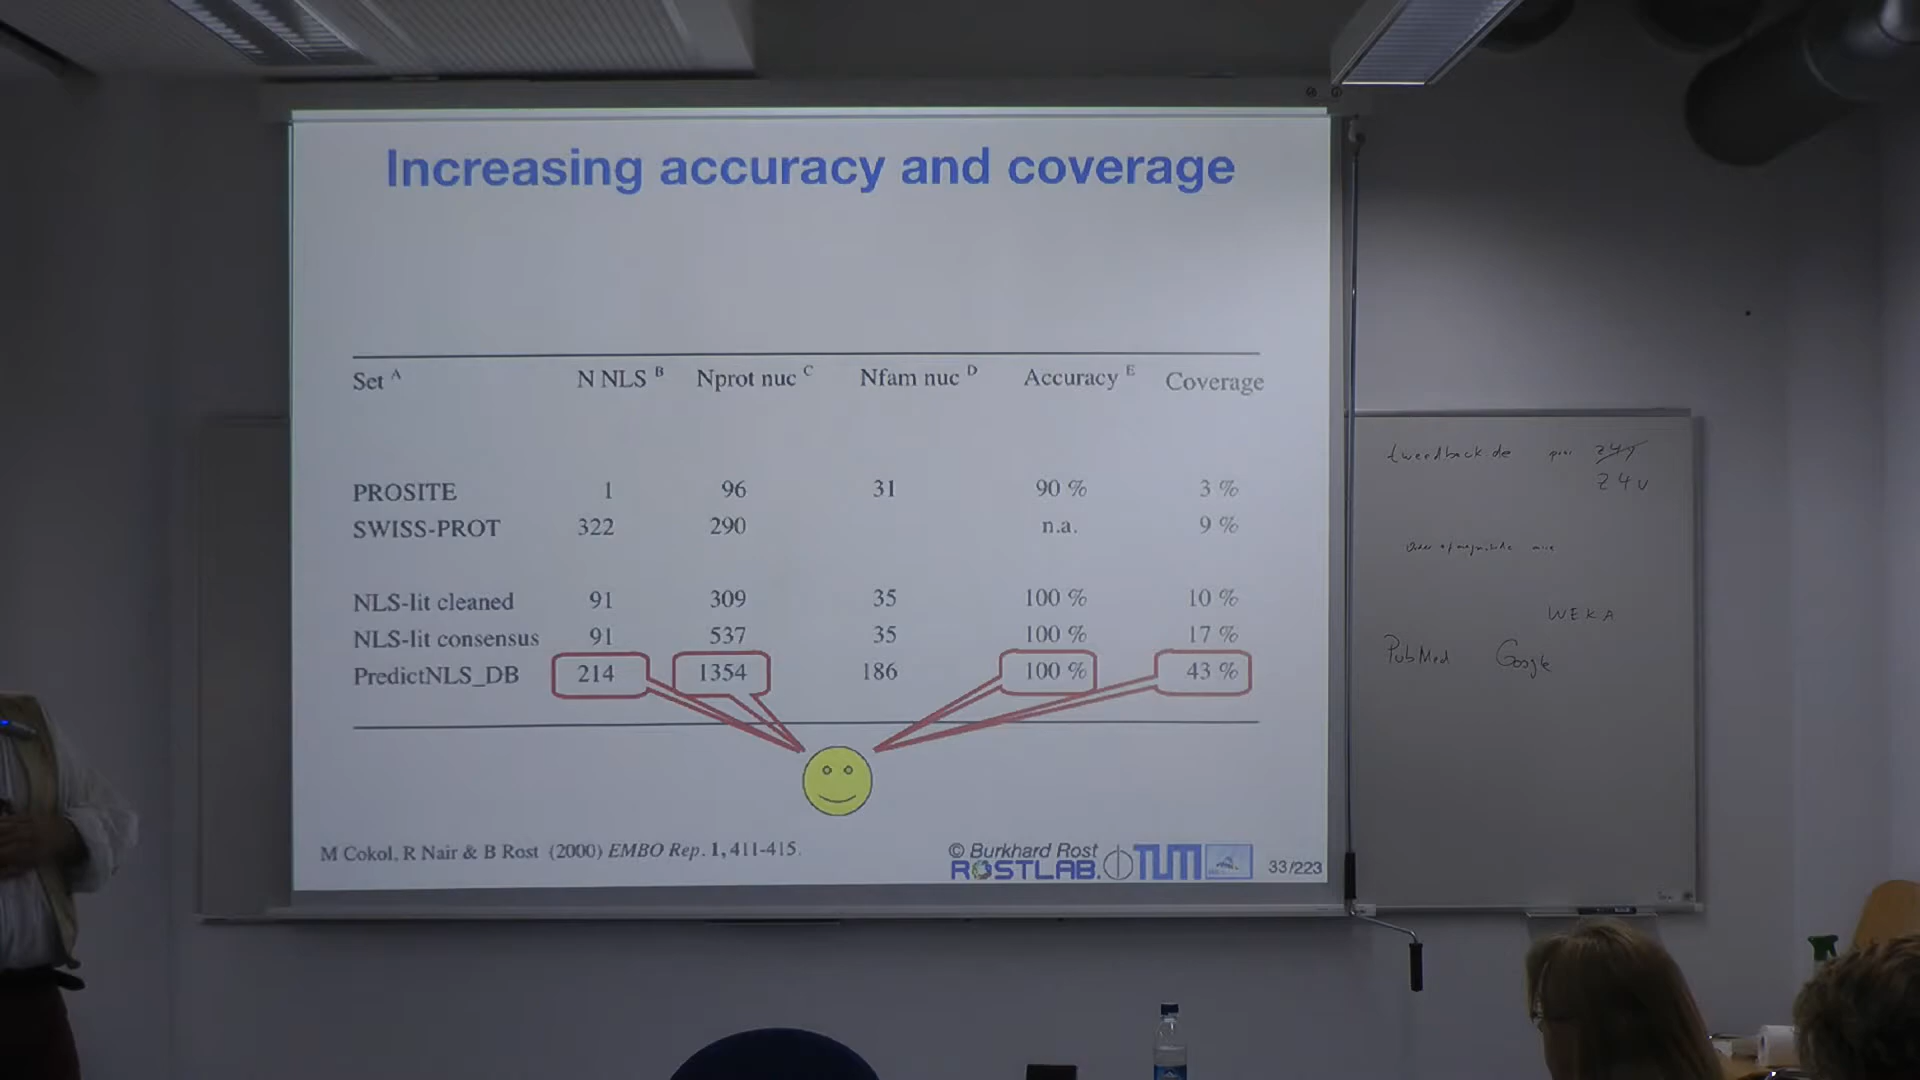 Increasing accuracy and coverage
Set A N NLS B Nprot nuc C Nfam nuc D Accuracy E Coverage
PROSITE 1 96 31 90 % 3 %
SWISS-PROT 322 290 n.a. 9 %
NLS-lit cleaned 91 309 35 100 % 10 %
NLS-lit consensus 91 537 35 100 % 17 %
PredictNLS_DB 214 1354 186 100 % 43 %
M Cokol, R Nair & B Rost (2000) EMBO Rep. 1, 411-415.
© Burkhard Rost
ROSTLAB. TUM
33/223
tweedback de
Z4v
WEKA
PubMed Google